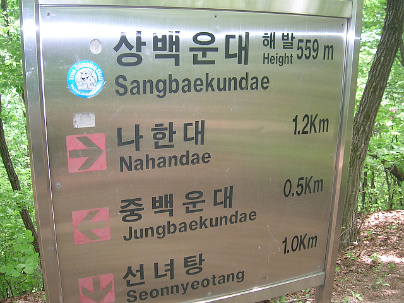 상백운대 해발 559 m
Height
Sangbaekundae
나한대 1.2Km
Nahandae
중백운대 0.5Km
Jungbaekundae
선녀탕 1.0Km
Seonnyeotang